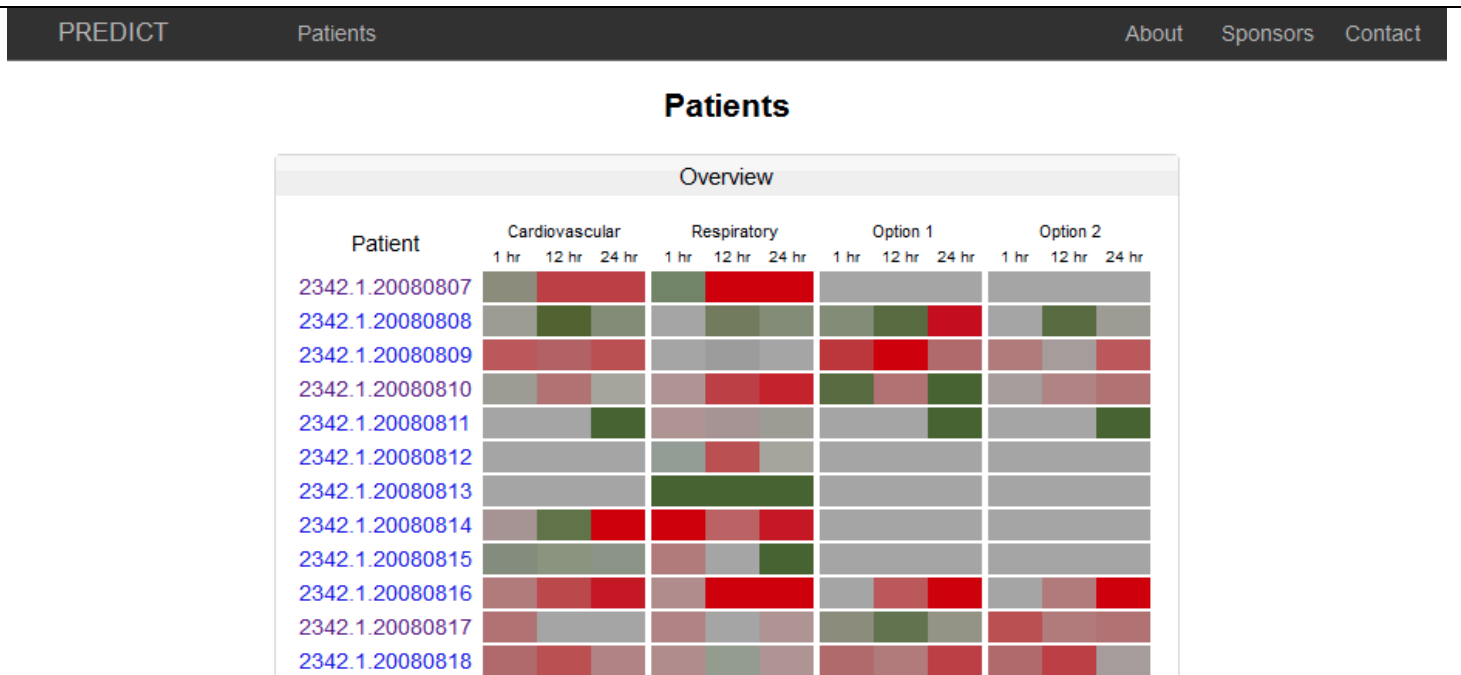 PREDICT Patients About Sponsors Contact
Patients
Overview
Patient Cardiovascular Respiratory Option 1 Option 2
1 hr 12 hr 24 hr 1 hr 12 hr 24 hr 1 hr 12 hr 24 hr 1 hr 12 hr 24 hr
2342.1.20080807
2342.1.20080808
2342.1.20080809
2342.1.20080810
2342.1.20080811
2342.1.20080812
2342.1.20080813
2342.1.20080814
2342.1.20080815
2342.1.20080816
2342.1.20080817
2342.1.20080818